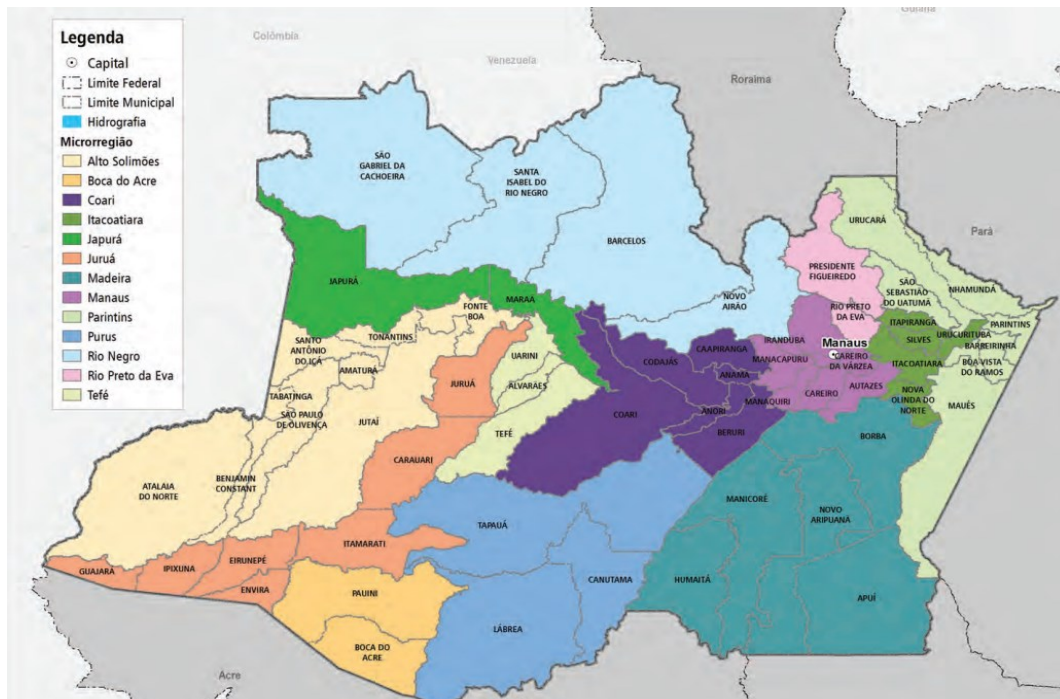 Legenda
Capital
Limite Federal
Limite Municipal
Hidrografia
Microrregião
Alto Solimões
Boca do Acre
Coari
Itacoatiara
Japurá
Juruá
Madeira
Manaus
Parintins
Purus
Rio Negro
Rio Preto da Eva
Tefé
Colômbia
Venezuela
Guiana
Roraima
Pará
Acre
SÃO
GABRIEL DA
CACHOEIRA
SANTA
ISABEL DO
RIO NEGRO
BARCELOS
NOVO
AIRÃO
URUCARÁ
PRESIDENTE
FIGUEIREDO
SÃO
SEBASTIÃO
DO UATUMÃ
NHAMUNDÁ
RIO PRETO
DA EVA
JAPURÁ
MARAÃ
FONTE
BOA
TONANTINS
SANTO
ANTÔNIO
DO IÇÁ
AMATURÁ
TABATINGA
SÃO PAULO
DE OLIVENÇA
JUTAÍ
JURUÁ
UARINI
ALVARÃES
TEFÉ
CODAJÁS
CAAPIRANGA
ANAMÃ
ANORI
BERURI
COARI
IRANDUBA
MANACAPURU
MANAQUIRI
Manaus
CAREIRO
DA VÁRZEA
CAREIRO
AUTAZES
ITAPIRANGA
SILVES
URUCURITUBA
ITACOATIARA
NOVA
OLINDA DO
NORTE
PARINTINS
BARREIRINHA
BOA VISTA
DO RAMOS
MAUÉS
BORBA
ATALAIA
DO NORTE
BENJAMIN
CONSTANT
CARAUARI
GUAJARÁ
IPIXUNA
EIRUNEPÉ
ENVIRA
ITAMARATI
TAPAUÁ
PAUINI
BOCA DO
ACRE
LÁBREA
CANUTAMA
HUMAITÁ
MANICORÉ
NOVO
ARIPUANÃ
APUÍ